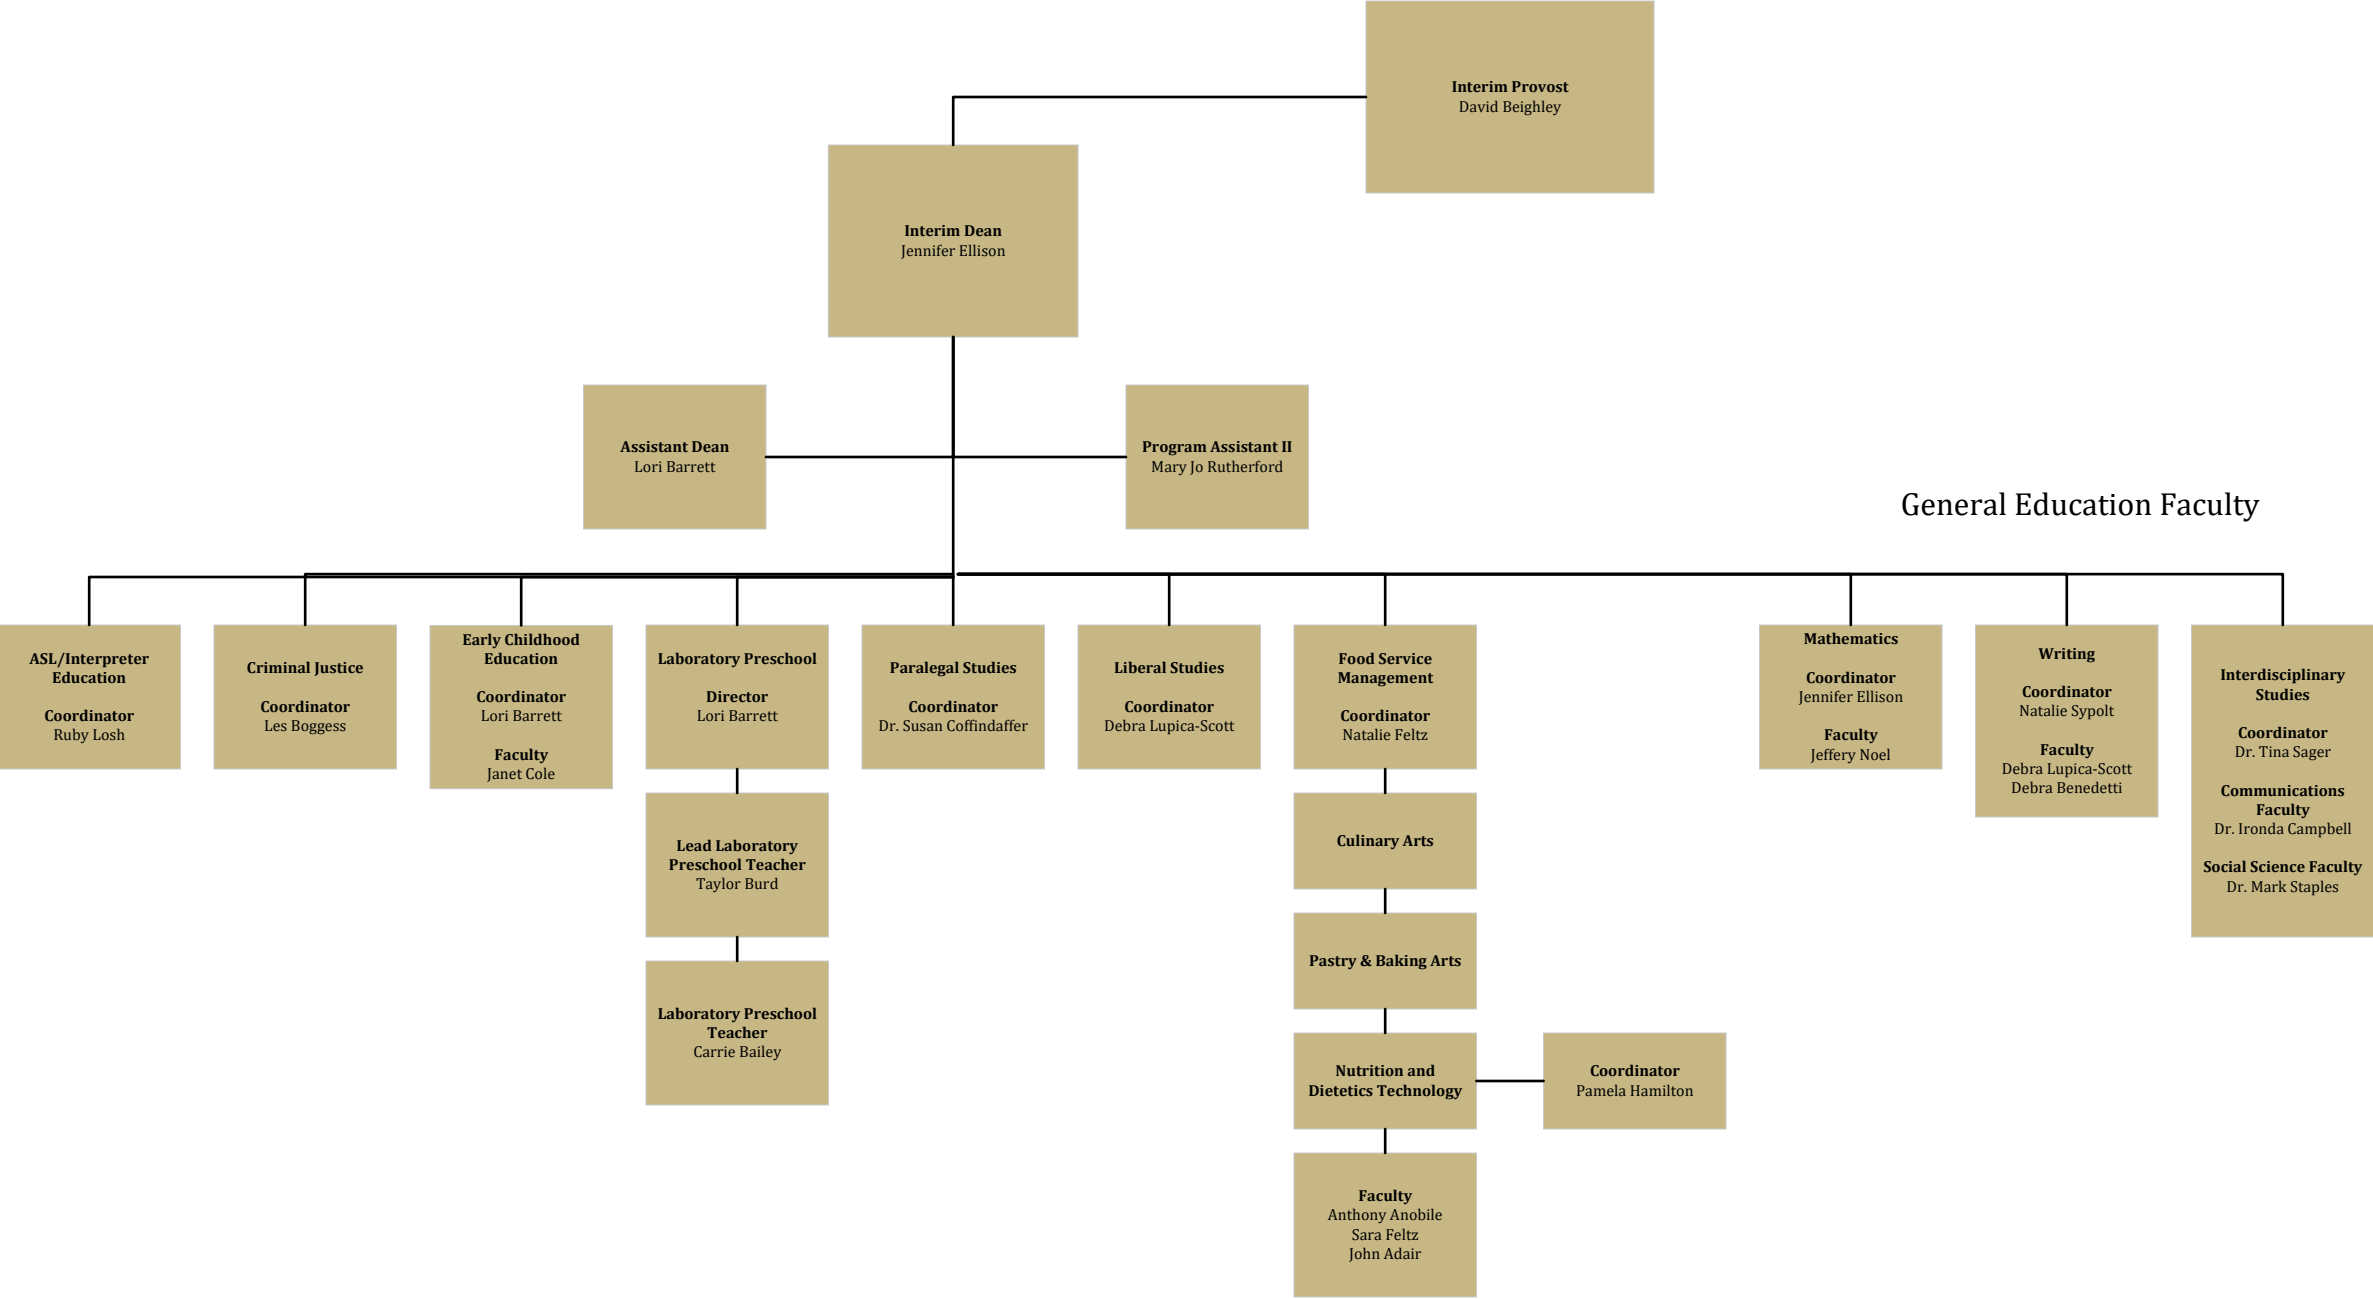 Interim Provost
David Beighley
Interim Dean
Jennifer Ellison
Assistant Dean
Lori Barrett
Program Assistant II
Mary Jo Rutherford
General Education Faculty
ASL/Interpreter
Education
Coordinator
Ruby Losh
Criminal Justice
Coordinator
Les Boggess
Early Childhood
Education
Coordinator
Lori Barrett
Faculty
Janet Cole
Laboratory Preschool
Director
Lori Barrett
Lead Laboratory
Preschool Teacher
Taylor Burd
Laboratory Preschool
Teacher
Carrie Bailey
Paralegal Studies
Coordinator
Dr. Susan Coffindaffer
Liberal Studies
Coordinator
Debra Lupica-Scott
Food Service
Management
Coordinator
Natalie Feltz
Culinary Arts
Pastry & Baking Arts
Nutrition and
Dietetics Technology
Coordinator
Pamela Hamilton
Faculty
Anthony Anobile
Sara Feltz
John Adair
Mathematics
Coordinator
Jennifer Ellison
Faculty
Jeffery Noel
Writing
Coordinator
Natalie Sypolt
Faculty
Debra Lupica-Scott
Debra Benedetti
Interdisciplinary
Studies
Coordinator
Dr. Tina Sager
Communications
Faculty
Dr. Ironda Campbell
Social Science Faculty
Dr. Mark Staples